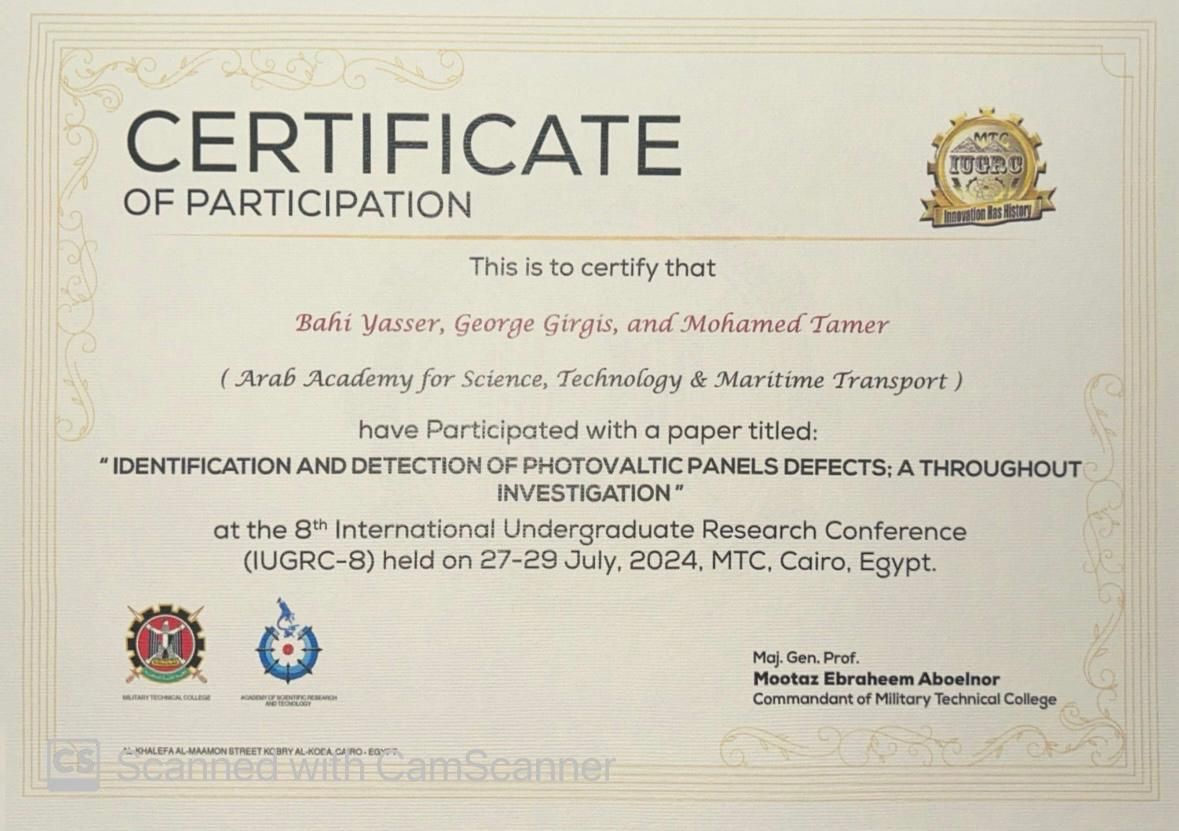 CERTIFICATE
OF PARTICIPATION
MTC
IUGRC
Innovation Has History
This is to certify that
Bahi Yasser, George Girgis, and Mohamed Tamer
( Arab Academy for Science, Technology & Maritime Transport )
have Participated with a paper titled:
“ IDENTIFICATION AND DETECTION OF PHOTOVALTIC PANELS DEFECTS; A THROUGHOUT
INVESTIGATION ”
at the 8th International Undergraduate Research Conference
(IUGRC-8) held on 27-29 July, 2024, MTC, Cairo, Egypt.
MILITARY TECHNICAL COLLEGE
ACADEMY OF SCIENTIFIC RESEARCH
AND TECNOLOGY
Maj. Gen. Prof.
Mootaz Ebraheem Aboelnor
Commandant of Military Technical College
AL-KHALEFA AL-MAAMON STREET KOBRY AL-KOBA, CAIRO - EGYPT
CS Scanned with CamScanner